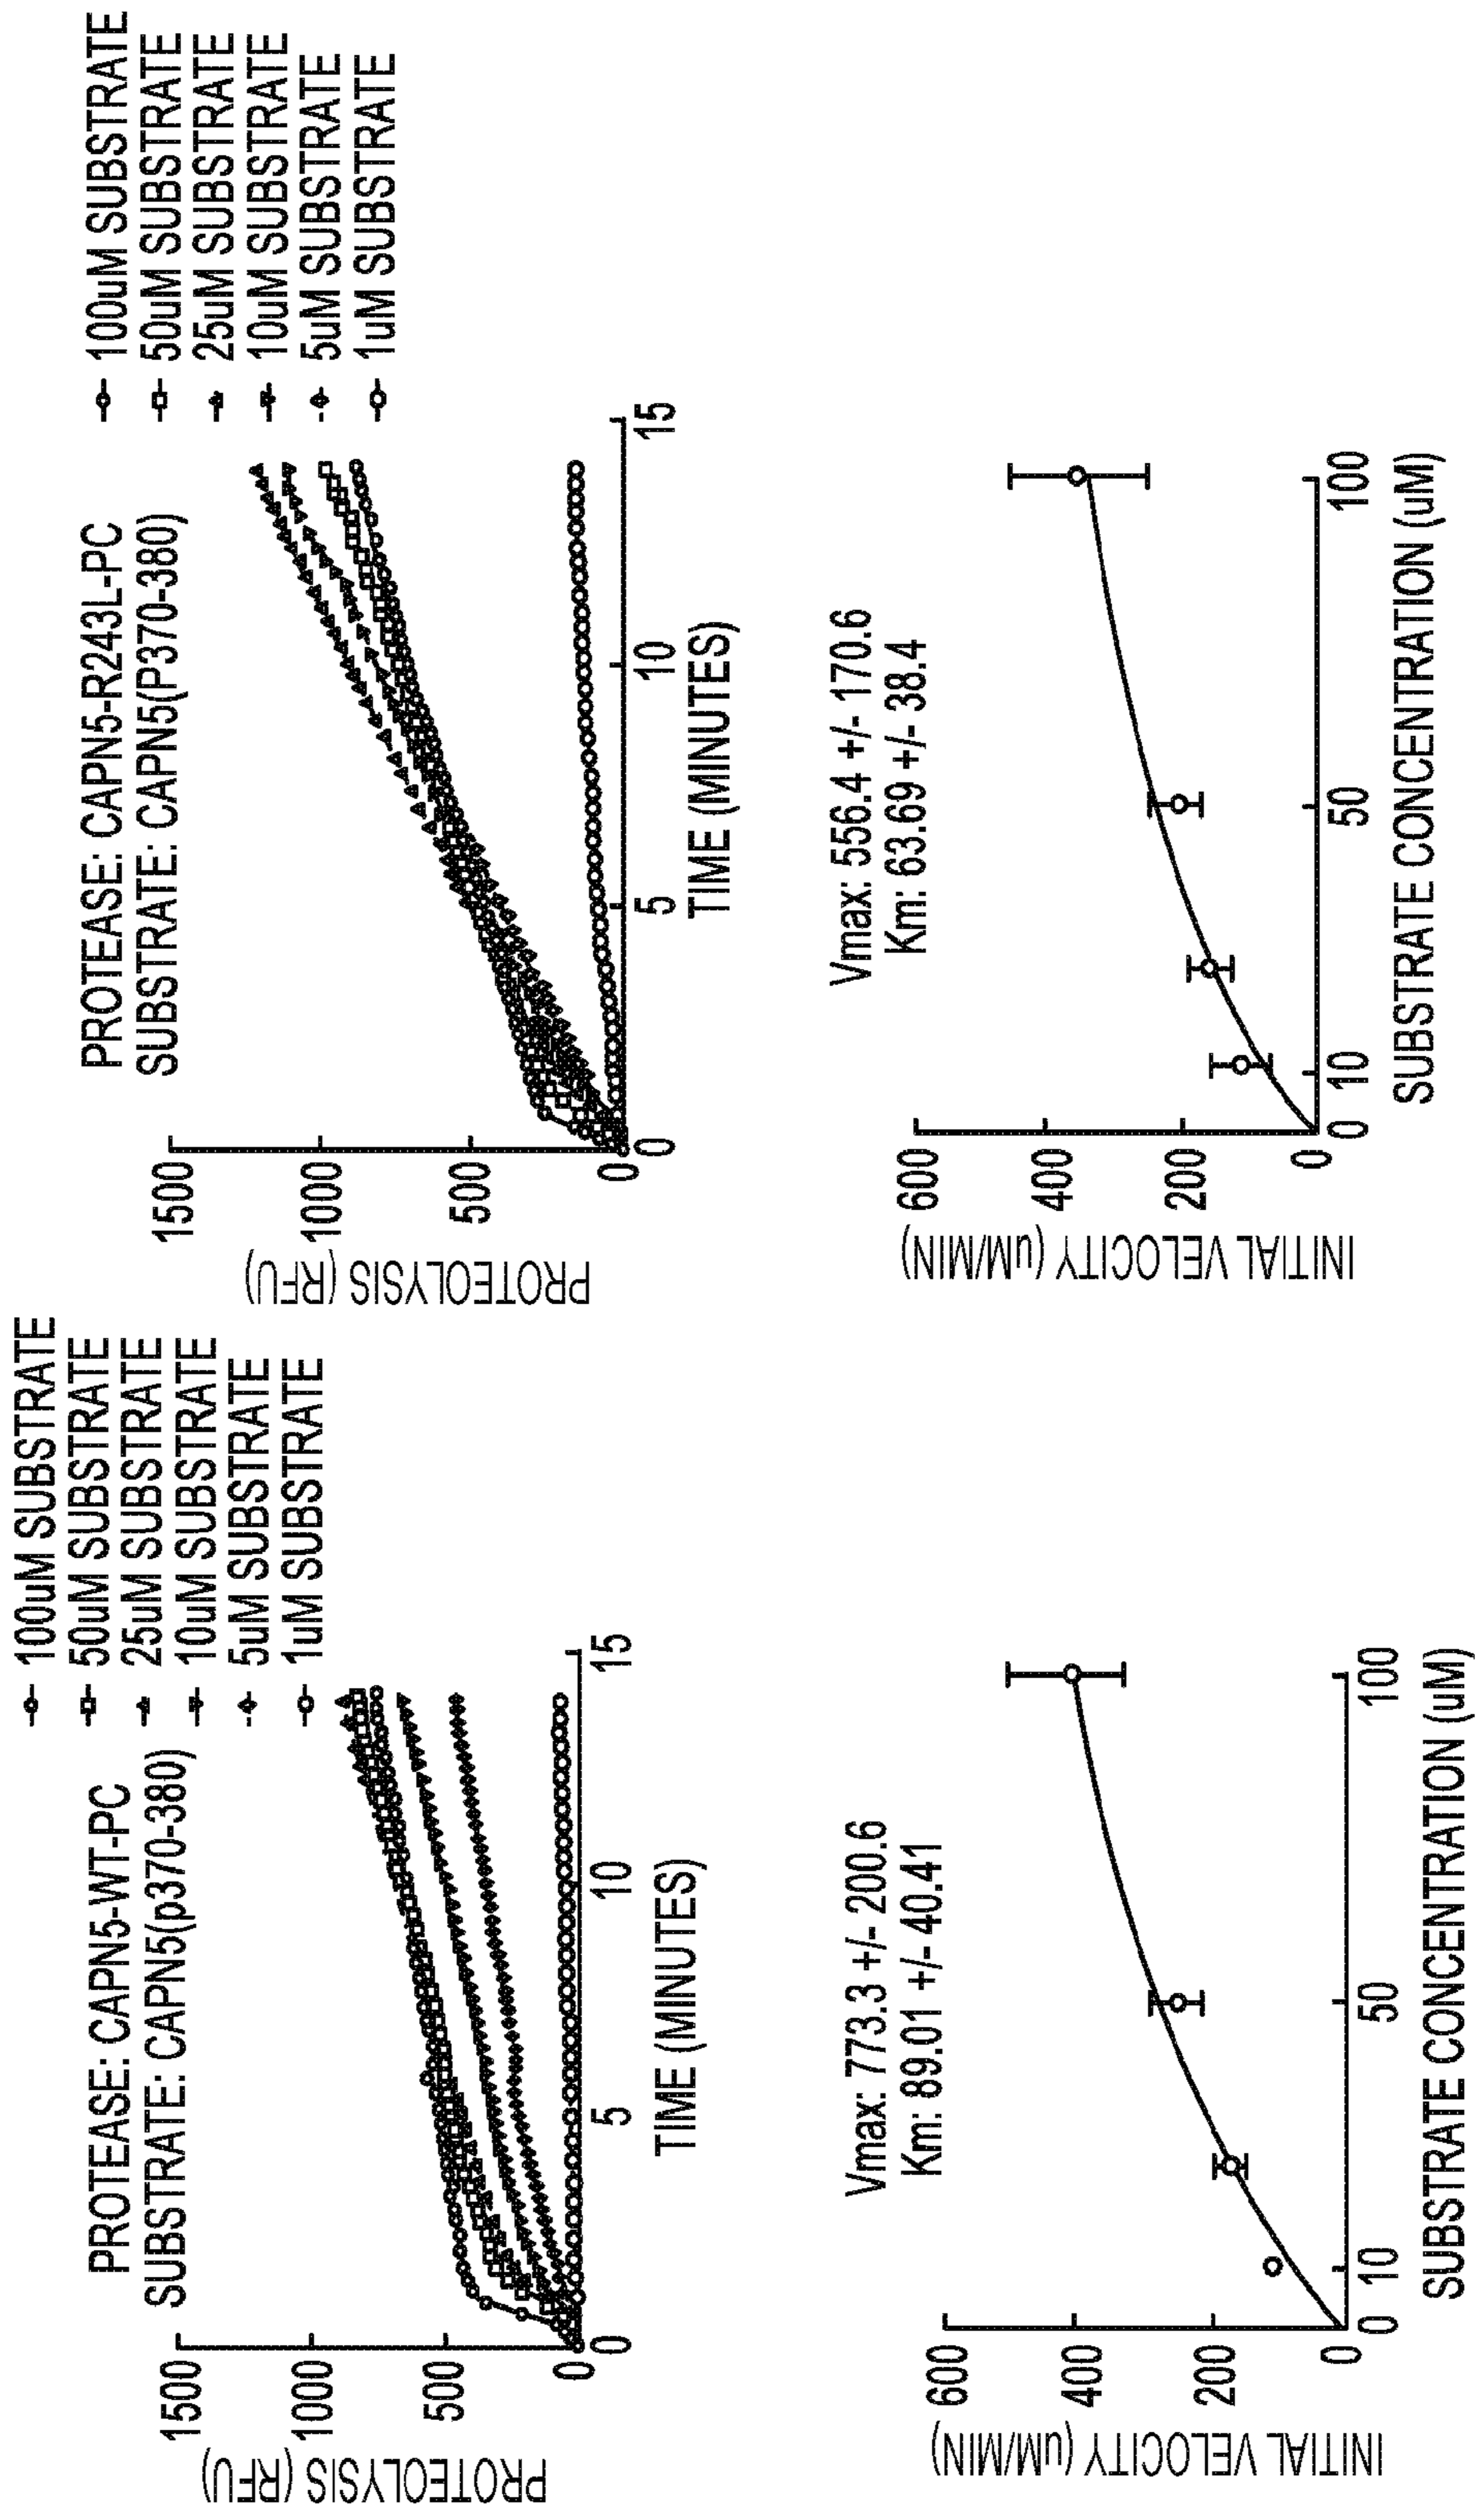 PROTEASE: CAPN5-WT-PC
SUBSTRATE: CAPN5(p370-380)
100uM SUBSTRATE
50uM SUBSTRATE
25uM SUBSTRATE
10uM SUBSTRATE
5uM SUBSTRATE
1uM SUBSTRATE
PROTEOLYSIS (RFU)
1500
1000
500
0
0
5
10
15
TIME (MINUTES)
PROTEASE: CAPN5-R243L-PC
SUBSTRATE: CAPN5(P370-380)
100uM SUBSTRATE
50uM SUBSTRATE
25uM SUBSTRATE
10uM SUBSTRATE
5uM SUBSTRATE
1uM SUBSTRATE
PROTEOLYSIS (RFU)
1500
1000
500
0
0
5
10
15
TIME (MINUTES)
Vmax: 773.3 +/- 200.6
Km: 89.01 +/- 40.41
INITIAL VELOCITY (uM/MIN)
600
400
200
0
0
10
50
100
SUBSTRATE CONCENTRATION (uM)
Vmax: 556.4 +/- 170.6
Km: 63.69 +/- 38.4
INITIAL VELOCITY (uM/MIN)
600
400
200
0
0
10
50
100
SUBSTRATE CONCENTRATION (uM)